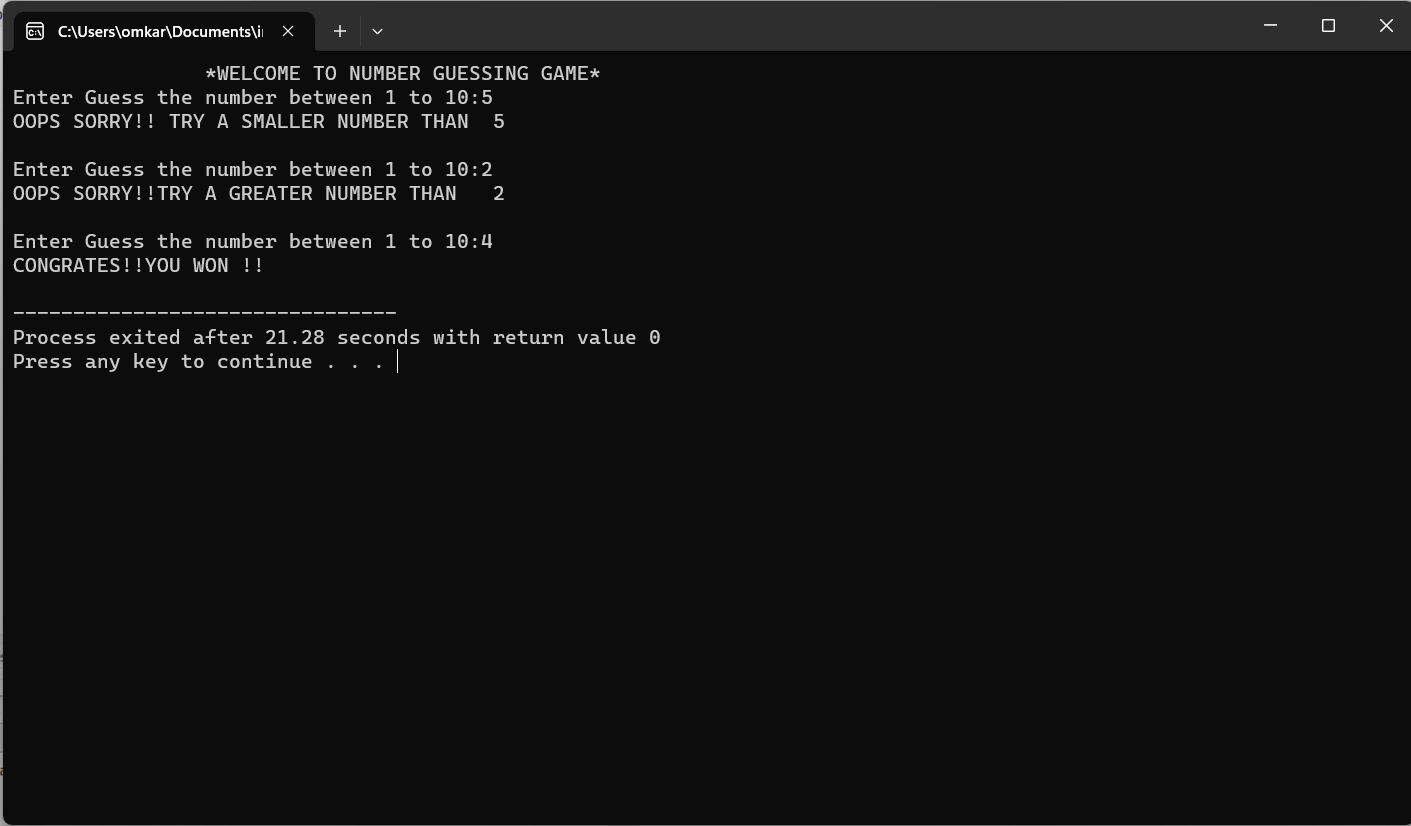 C:\Users\omkar\Documents\i
*WELCOME TO NUMBER GUESSING GAME*
Enter Guess the number between 1 to 10:5
OOPS SORRY!! TRY A SMALLER NUMBER THAN  5
Enter Guess the number between 1 to 10:2
OOPS SORRY!!TRY A GREATER NUMBER THAN   2
Enter Guess the number between 1 to 10:4
CONGRATES!!YOU WON !!
--------------------------------
Process exited after 21.28 seconds with return value 0
Press any key to continue . . .